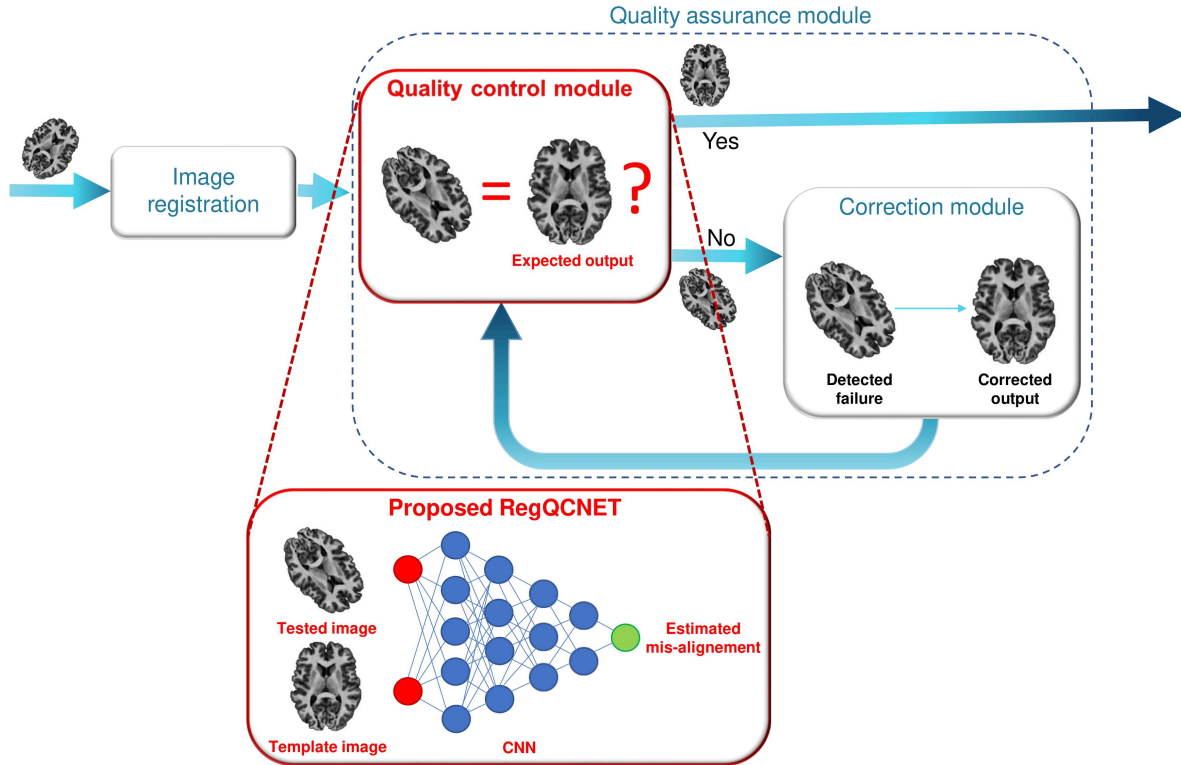 Quality assurance module
Quality control module
Image
registration
=
?
Expected output
Yes
No
Correction module
Detected
failure
Corrected
output
Proposed RegQCNET
Tested image
Template image
CNN
Estimated
mis-alignement